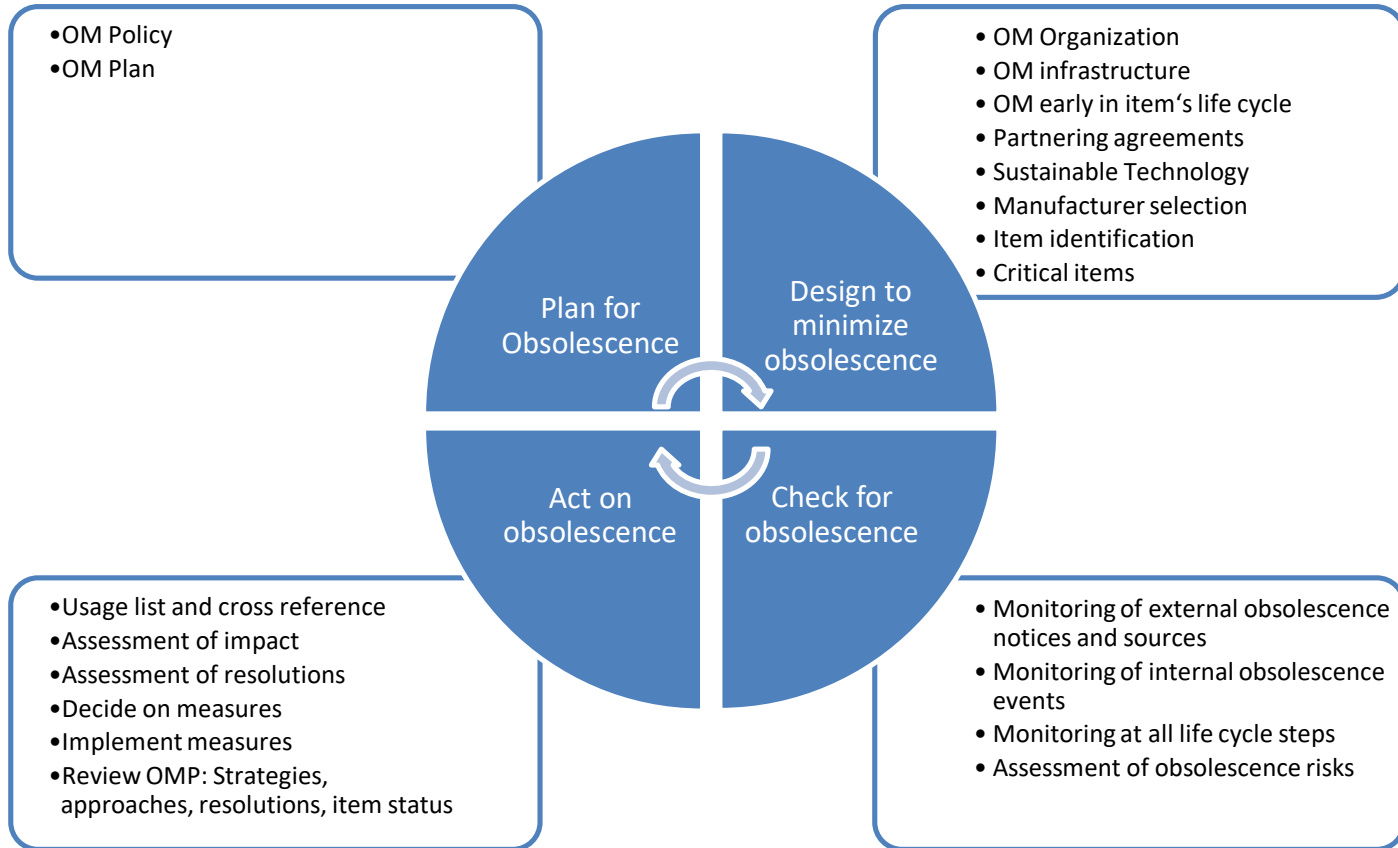 •OM Policy
•OM Plan
• OM Organization
• OM infrastructure
• OM early in item‘s life cycle
• Partnering agreements
• Sustainable Technology
• Manufacturer selection
• Item identification
• Critical items
Plan for
Obsolescence
Design to
minimize
obsolescence
Act on
obsolescence
Check for
obsolescence
•Usage list and cross reference
•Assessment of impact
•Assessment of resolutions
•Decide on measures
•Implement measures
•Review OMP: Strategies,
approaches, resolutions, item status
• Monitoring of external obsolescence
notices and sources
• Monitoring of internal obsolescence
events
• Monitoring at all life cycle steps
• Assessment of obsolescence risks